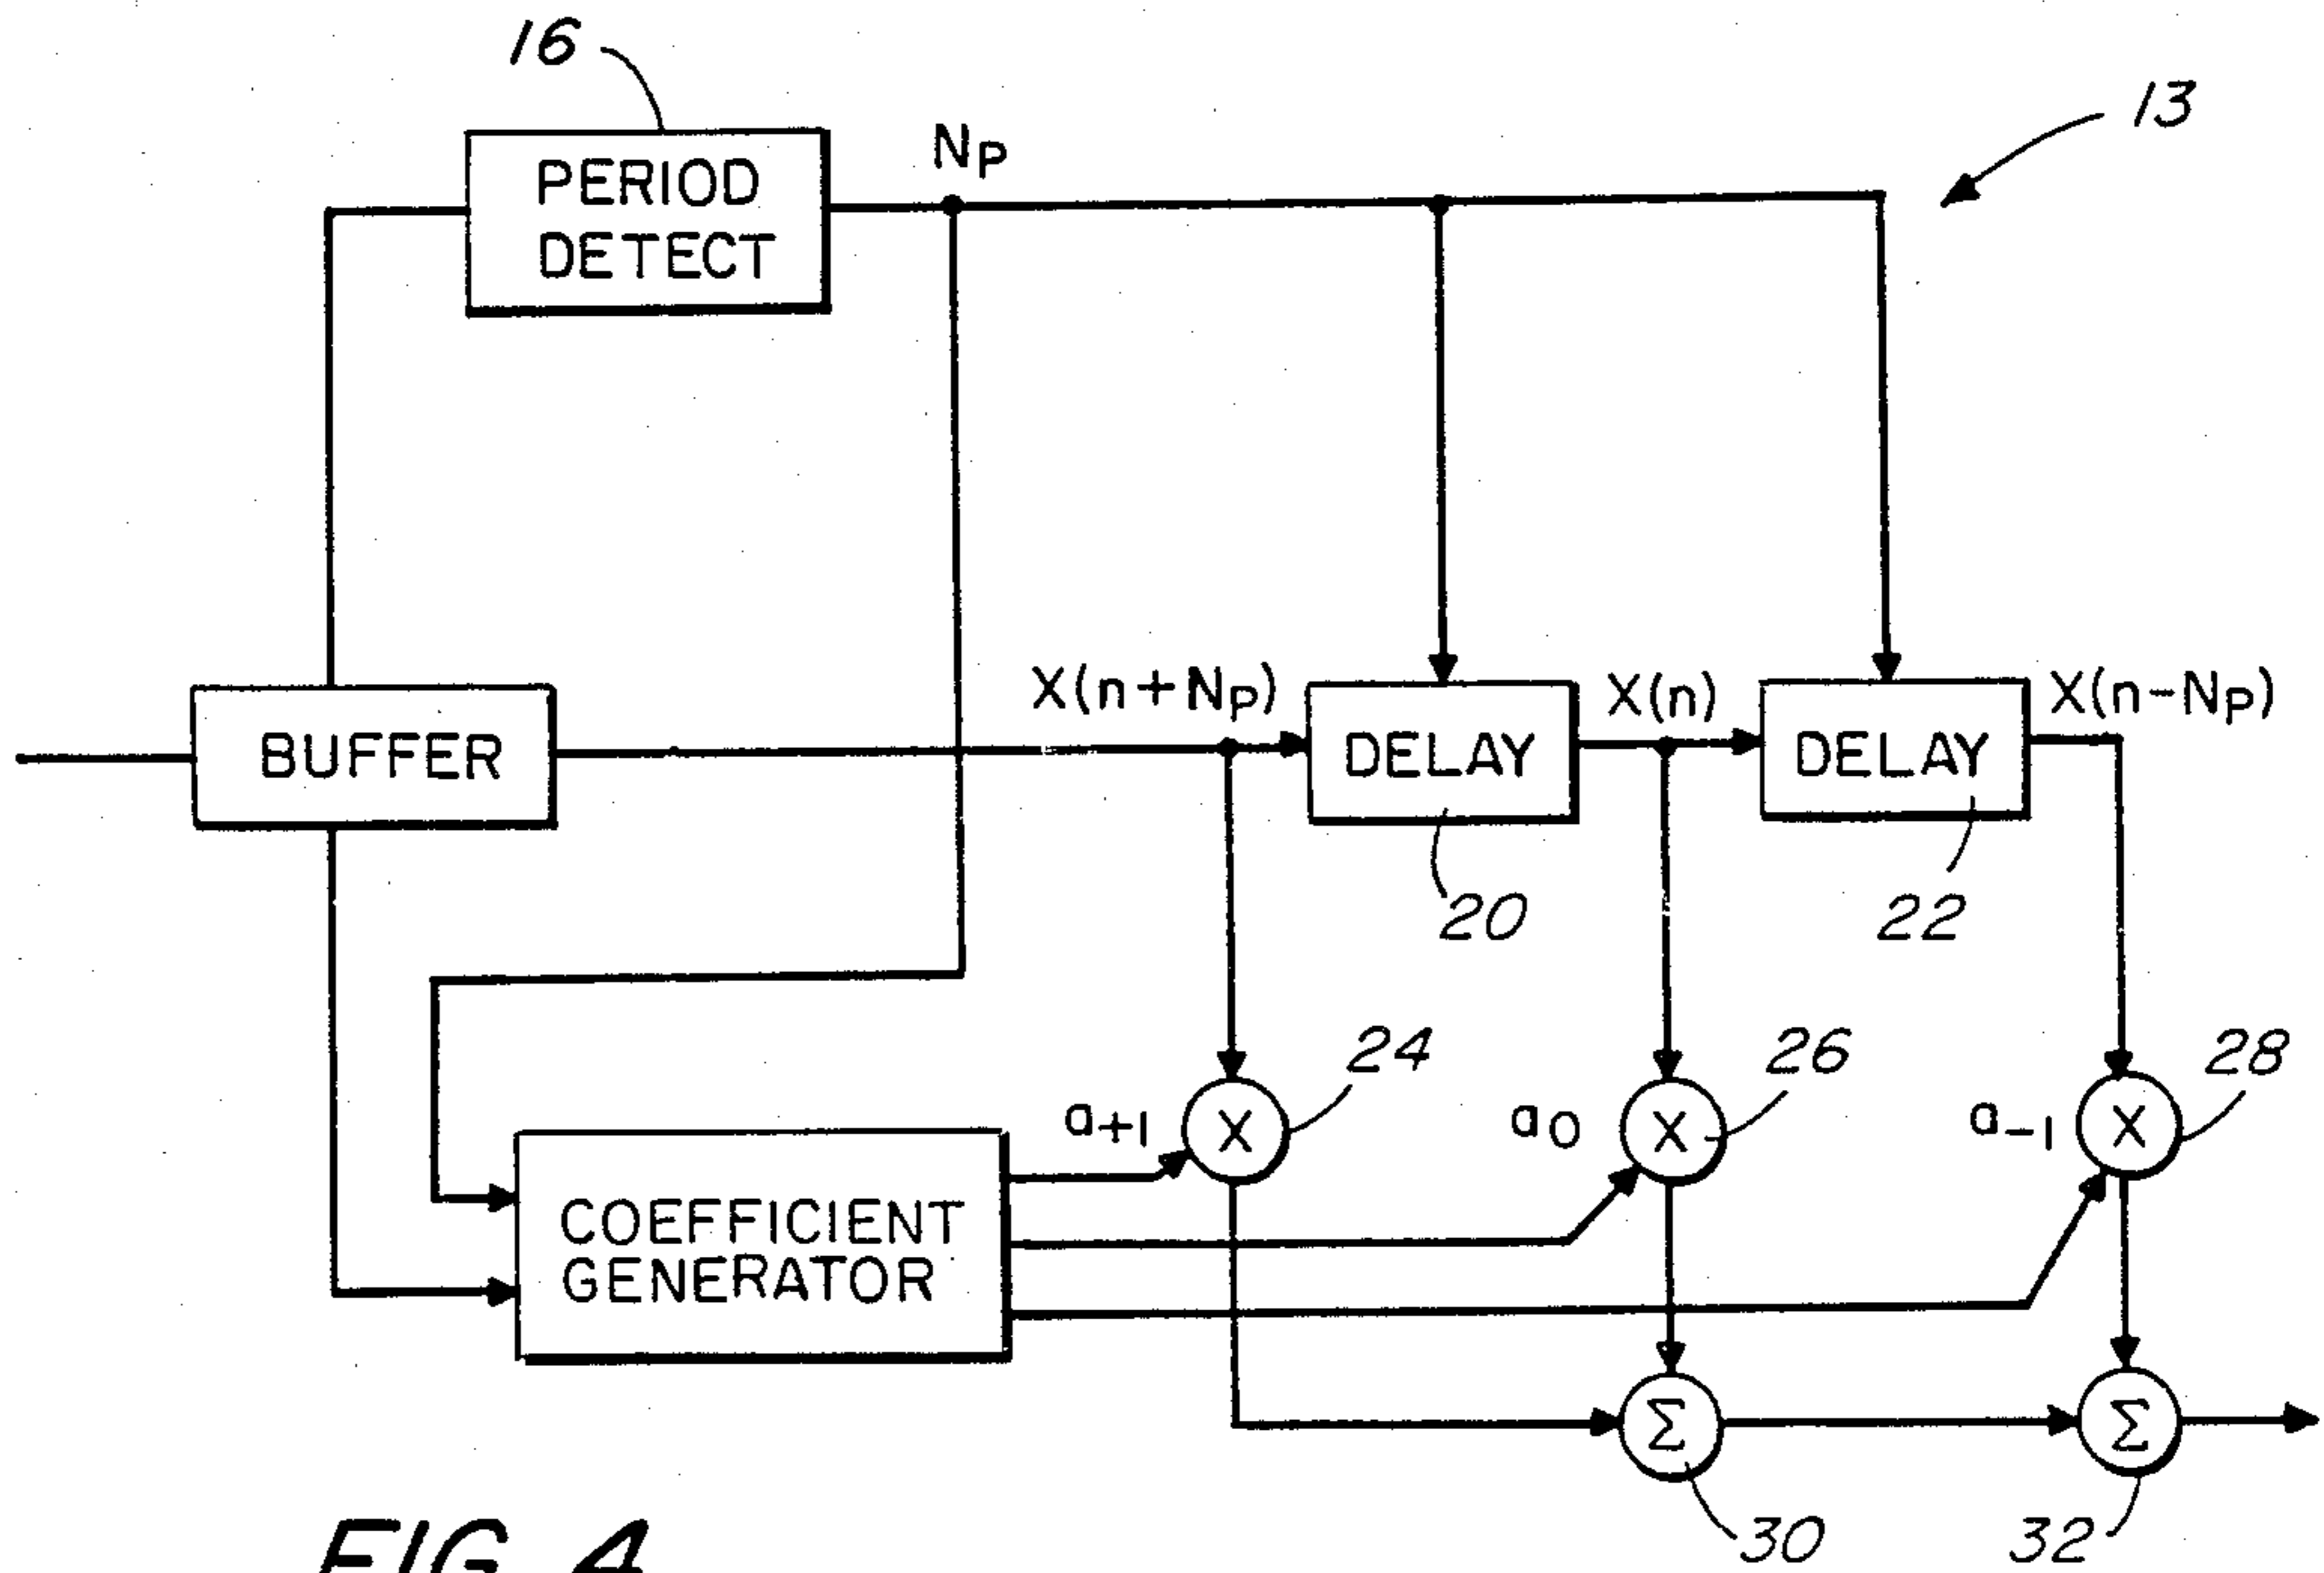 16
13
PERIOD
DETECT
NP
X(n+NP)
X(n)
X(n-NP)
BUFFER
DELAY
DELAY
20
22
24
26
28
a+1
a0
a-1
X
X
X
COEFFICIENT
GENERATOR
Σ
Σ
30
32
FIG 4